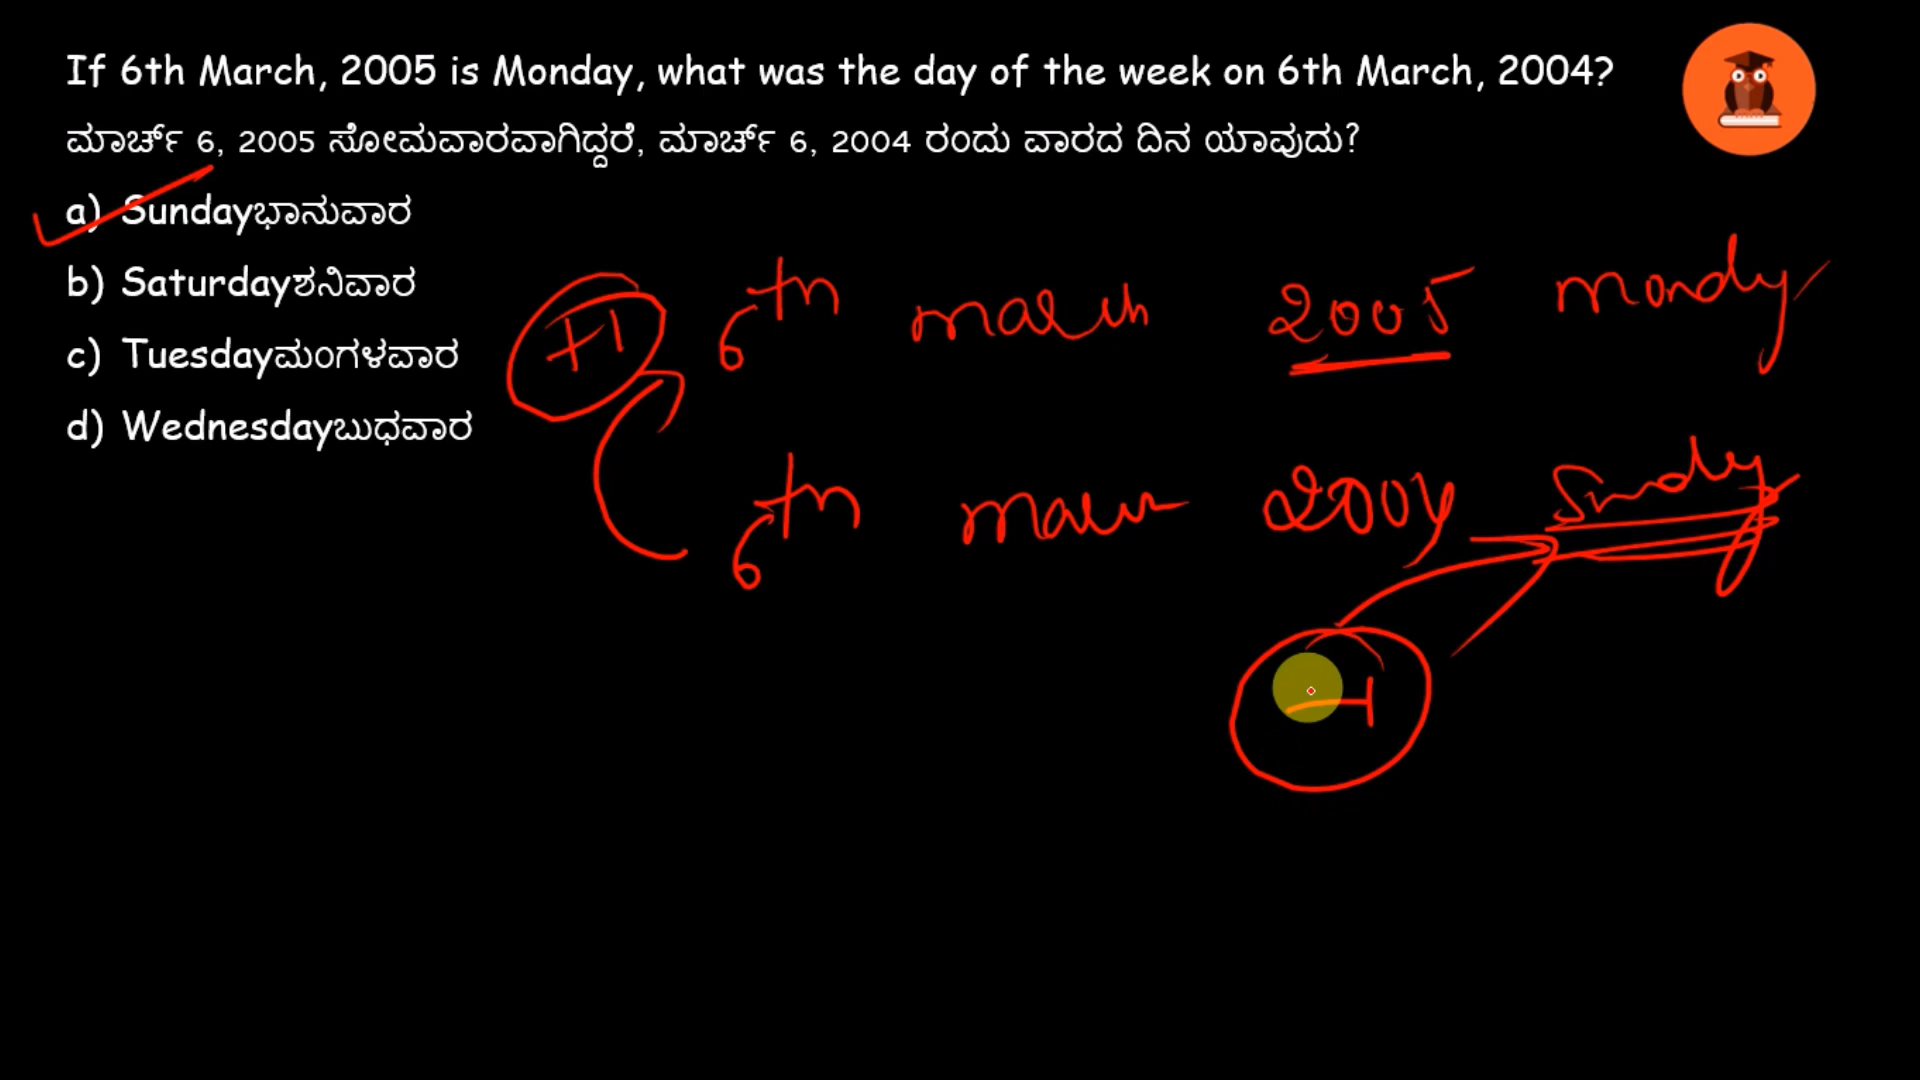 If 6th March, 2005 is Monday, what was the day of the week on 6th March, 2004?
ಮಾರ್ಚ್ 6, 2005 ಸೋಮವಾರವಾಗಿದ್ದರೆ, ಮಾರ್ಚ್ 6, 2004 ರಂದು ವಾರದ ದಿನ ಯಾವುದು?
a) Sundayಭಾನುವಾರ
b) Saturdayಶನಿವಾರ
c) Tuesdayಮಂಗಳವಾರ
d) Wednesdayಬುಧವಾರ
+1 6th march 2005 mondy
6th march 2004 Sundy
-1